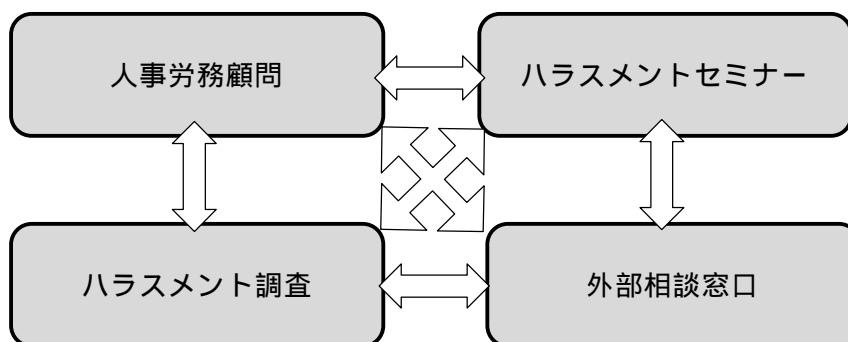 人事労務顧問
ハラスメントセミナー
ハラスメント調査
外部相談窓口